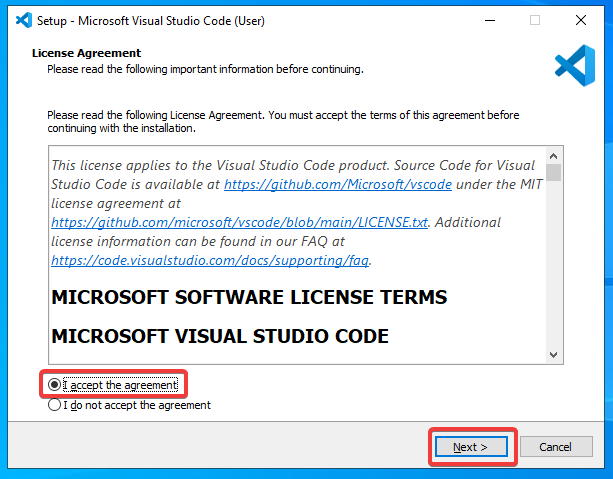 Setup - Microsoft Visual Studio Code (User)
License Agreement
Please read the following important information before continuing.
Please read the following License Agreement. You must accept the terms of this agreement before
continuing with the installation.
This license applies to the Visual Studio Code product. Source Code for Visual
Studio Code is available at https://github.com/Microsoft/vscode under the MIT
license agreement at
https://github.com/microsoft/vscode/blob/main/LICENSE.txt. Additional
license information can be found in our FAQ at
https://code.visualstudio.com/docs/supporting/faq.
MICROSOFT SOFTWARE LICENSE TERMS
MICROSOFT VISUAL STUDIO CODE
I accept the agreement
I do not accept the agreement
Next >
Cancel